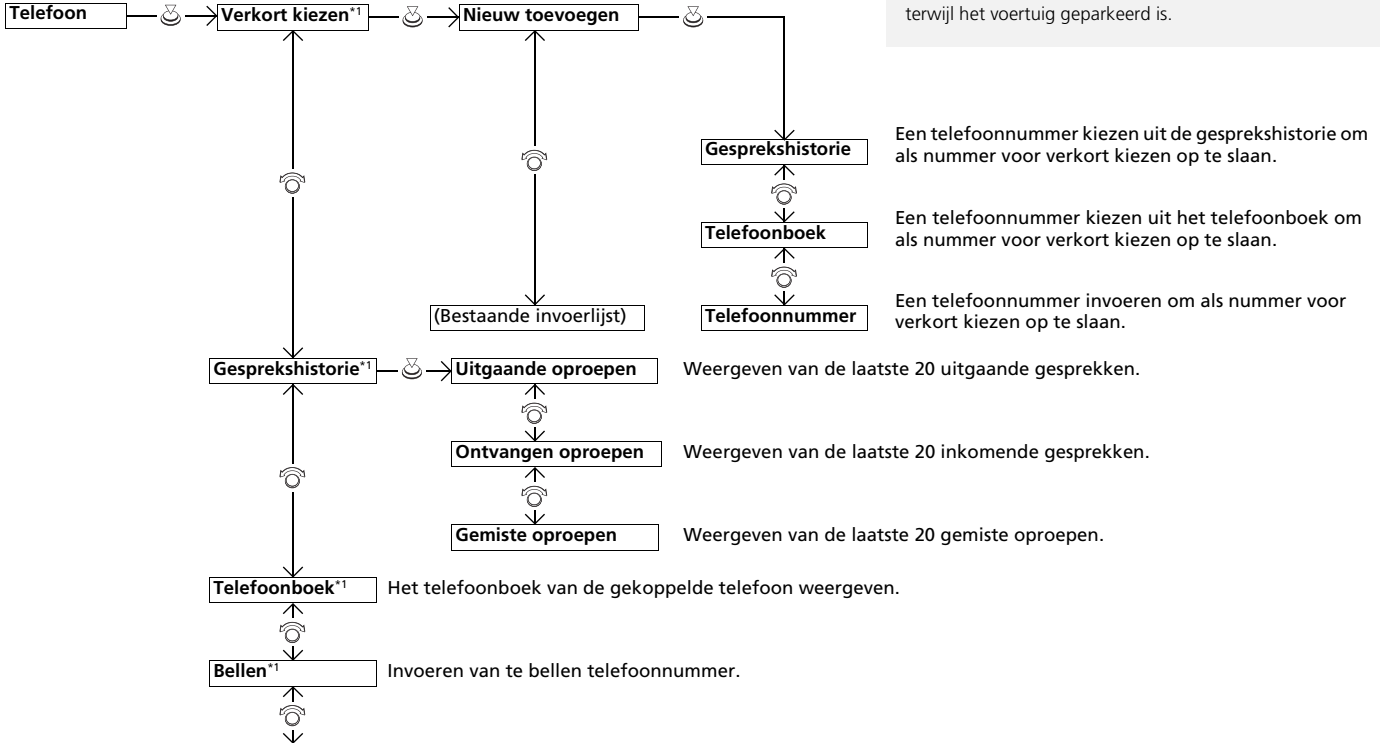 Telefoon
Verkort kiezen*1
Nieuw toevoegen
terwijl het voertuig geparkeerd is.
Gesprekshistorie
Een telefoonnummer kiezen uit de gesprekshistorie om
als nummer voor verkort kiezen op te slaan.
Telefoonboek
Een telefoonnummer kiezen uit het telefoonboek om
als nummer voor verkort kiezen op te slaan.
(Bestaande invoerlijst)
Telefoonnummer
Een telefoonnummer invoeren om als nummer voor
verkort kiezen op te slaan.
Gesprekshistorie*1
Uitgaande oproepen
Weergeven van de laatste 20 uitgaande gesprekken.
Ontvangen oproepen
Weergeven van de laatste 20 inkomende gesprekken.
Gemiste oproepen
Weergeven van de laatste 20 gemiste oproepen.
Telefoonboek*1
Het telefoonboek van de gekoppelde telefoon weergeven.
Bellen*1
Invoeren van te bellen telefoonnummer.